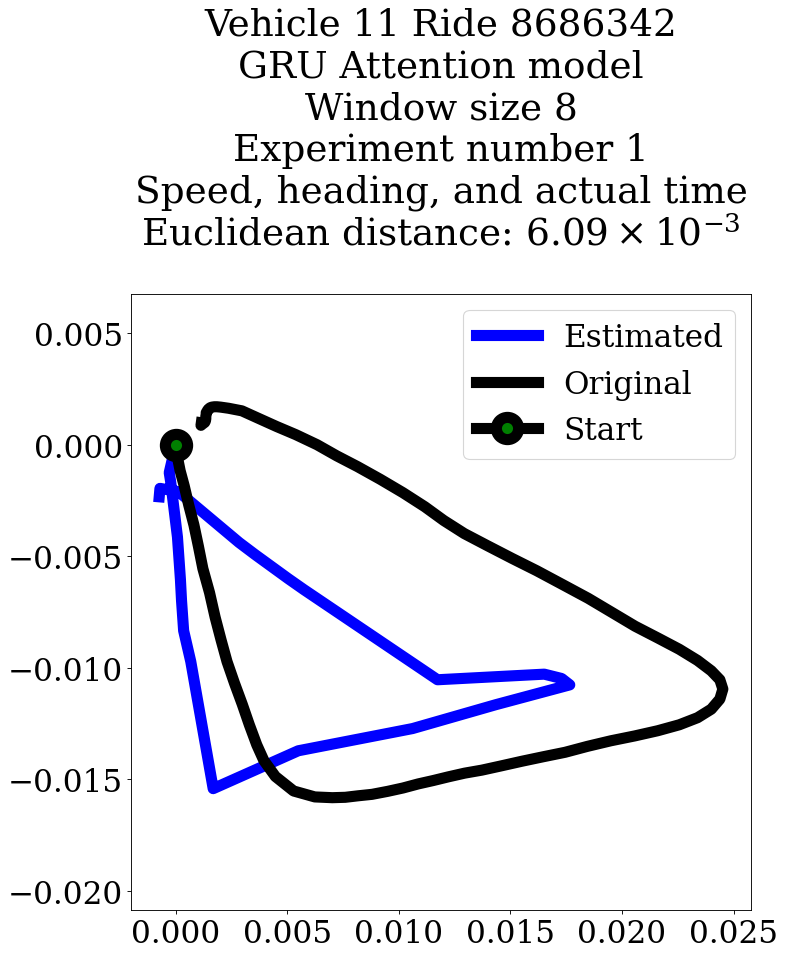 Vehicle 11 Ride 8686342
GRU Attention model
Window size 8
Experiment number 1
Speed, heading, and actual time
Euclidean distance: 6.09 × 10⁻³
Estimated
Original
Start
0.005
0.000
−0.005
−0.010
−0.015
−0.020
0.000 0.005 0.010 0.015 0.020 0.025